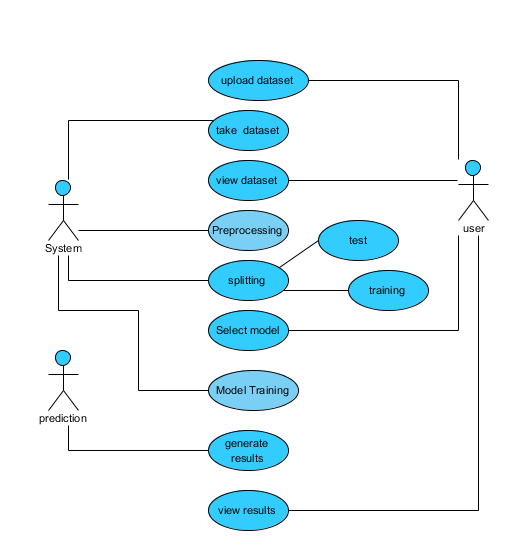 upload dataset
take dataset
view dataset
Preprocessing
user
test
System
splitting
training
Select model
Model Training
prediction
generate
results
view results